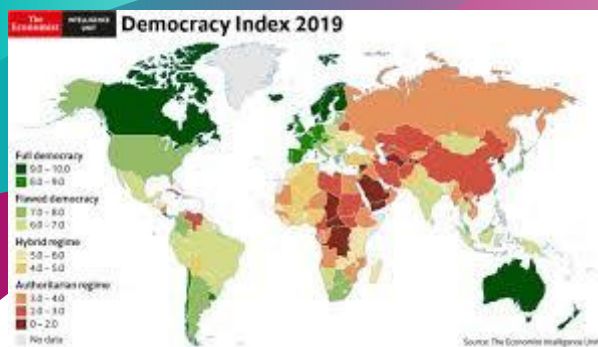 The
Economist
INTELLIGENCE
UNIT
Democracy Index 2019
Full democracy
9.0 – 10.0
8.0 – 9.0
Flawed democracy
7.0 – 8.0
6.0 – 7.0
Hybrid regime
5.0 – 6.0
4.0 – 5.0
Authoritarian regime
3.0 – 4.0
2.0 – 3.0
0 – 2.0
No data
Source: The Economist Intelligence Unit